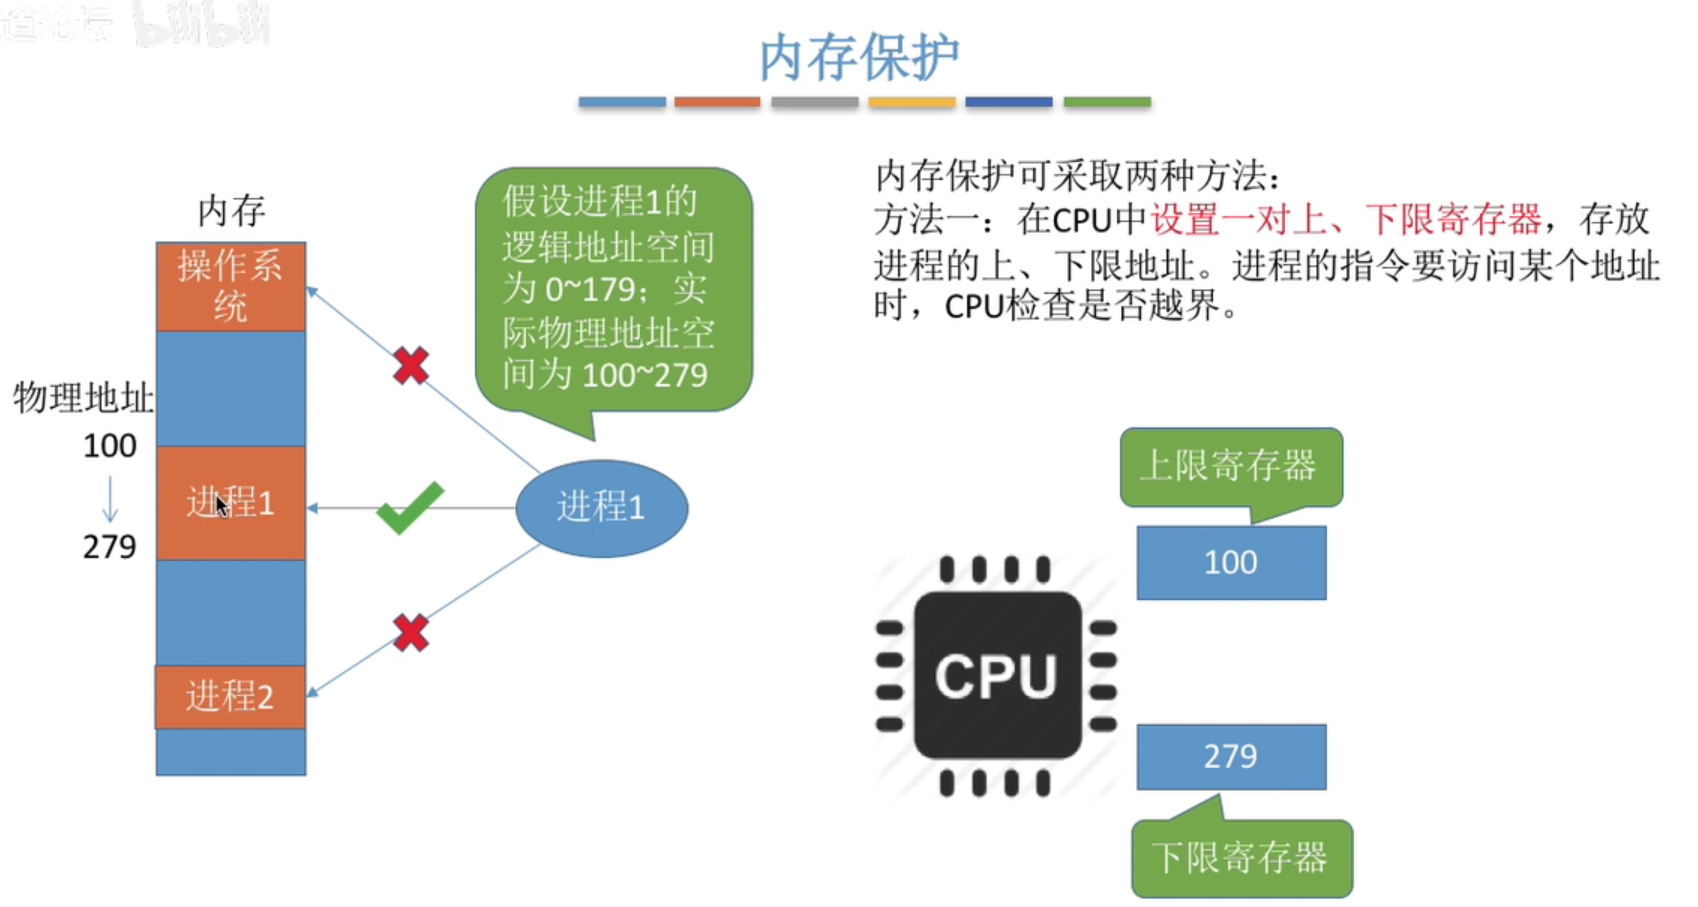 道论坛 bilibili
内存保护
内存
操作系
统
物理地址
100
279
进程1
进程2
假设进程1的
逻辑地址空间
为 0~179；实
际物理地址空
间为 100~279
进程1
内存保护可采取两种方法：
方法一：在CPU中设置一对上、下限寄存器，存放
进程的上、下限地址。进程的指令要访问某个地址
时，CPU检查是否越界。
上限寄存器
100
CPU
279
下限寄存器